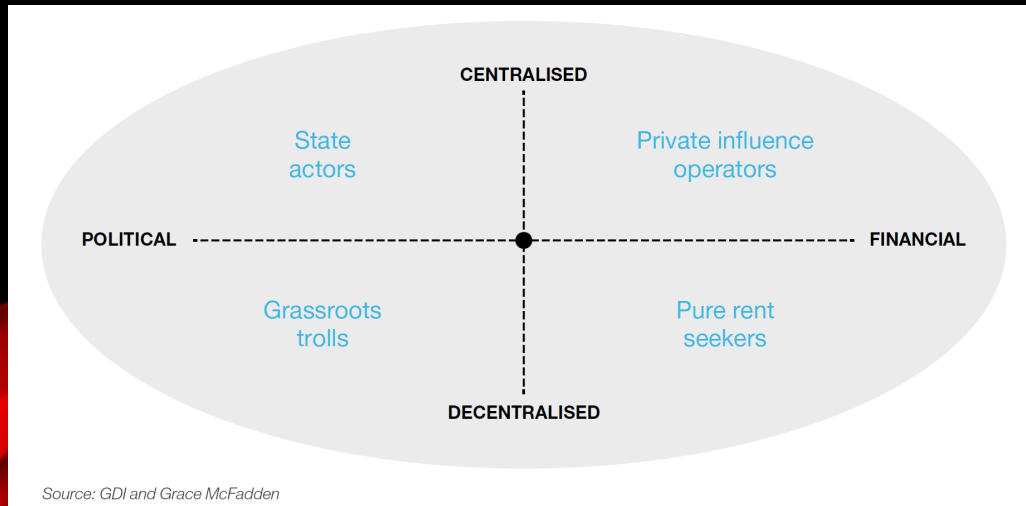 CENTRALISED
State
actors
Private influence
operators
POLITICAL
FINANCIAL
Grassroots
trolls
Pure rent
seekers
DECENTRALISED
Source: GDI and Grace McFadden